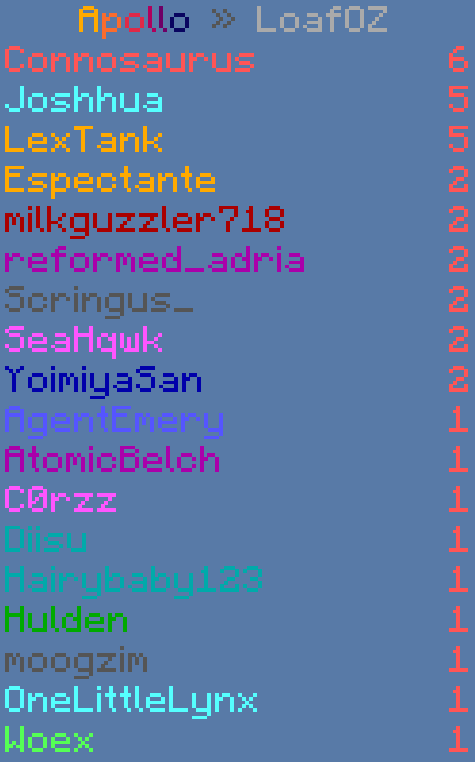 Apollo » LoafOZ
Connosaurus 6
Joshhua 5
LexTank 5
Espectante 2
milkguzzler718 2
reformed_adria 2
Scringus_ 2
SeaHqwk 2
YoimiyaSan 2
AgentEmery 1
AtomicBelch 1
C0rzz 1
Diisu 1
Hairybaby123 1
Hulden 1
moogzim 1
OneLittleLynx 1
Woex 1